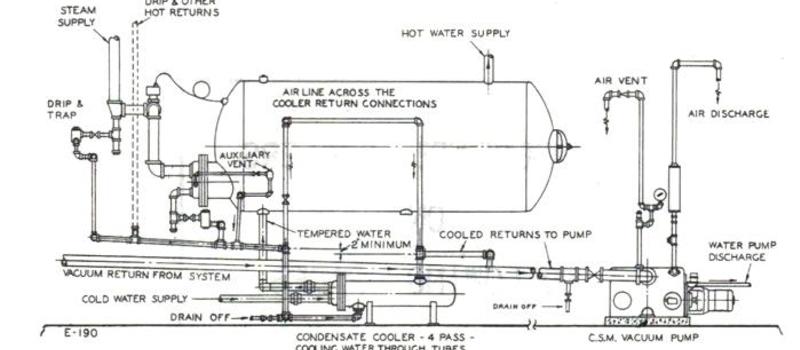 STEAM
SUPPLY
DRIP & OTHER
HOT RETURNS
HOT WATER SUPPLY
AIR VENT
AIR LINE ACROSS THE
COOLER RETURN CONNECTIONS
DRIP &
TRAP
AIR DISCHARGE
AUXILIARY
VENT
TEMPERED WATER
2" MINIMUM
COOLED RETURNS TO PUMP
WATER PUMP
DISCHARGE
VACUUM RETURN FROM SYSTEM
COLD WATER SUPPLY
DRAIN OFF
DRAIN OFF
E-190
CONDENSATE COOLER - 4 PASS -
COOLING WATER THROUGH TUBES
C.S.M. VACUUM PUMP